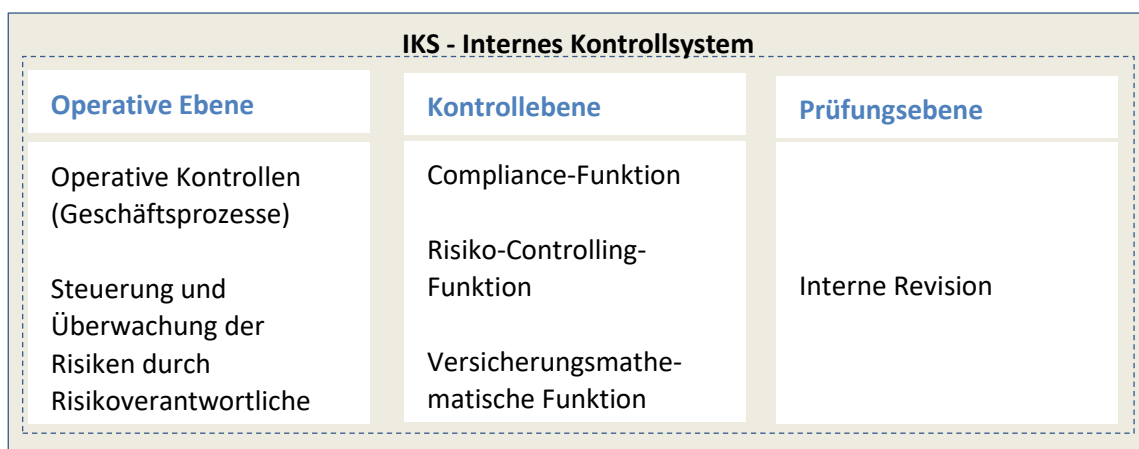 IKS - Internes Kontrollsystem
Operative Ebene
Operative Kontrollen
(Geschäftsprozesse)
Steuerung und
Überwachung der
Risiken durch
Risikoverantwortliche
Kontrollebene
Compliance-Funktion
Risiko-Controlling-
Funktion
Versicherungsmathe-
matische Funktion
Prüfungsebene
Interne Revision